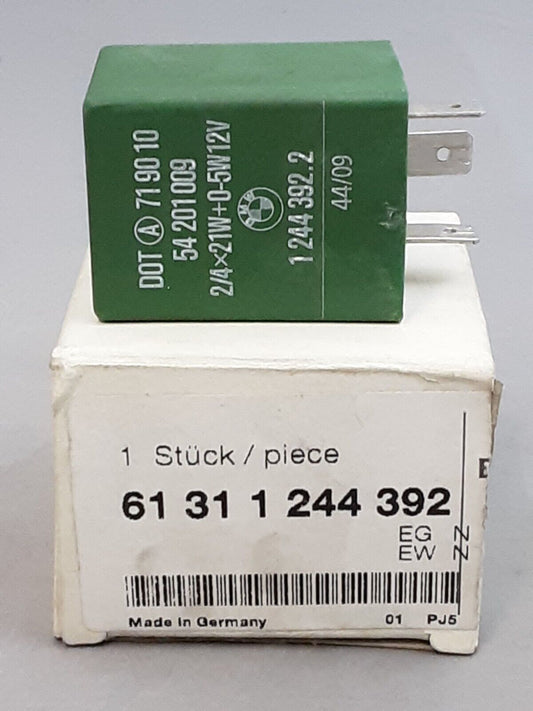 DOT A 71 90 10
54 201 009
2/4×21W+0-5W12V
BMW
1 244 392.2
44/09
1 Stück / piece
61 31 1 244 392
EG N
EW N
Made in Germany
01 PJ5